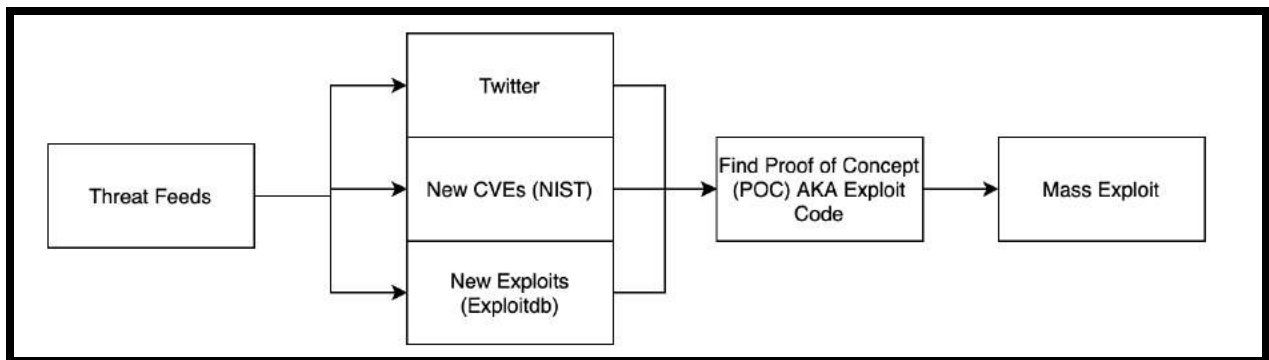 Threat Feeds
Twitter
New CVEs (NIST)
New Exploits
(Exploitdb)
Find Proof of Concept
(POC) AKA Exploit
Code
Mass Exploit